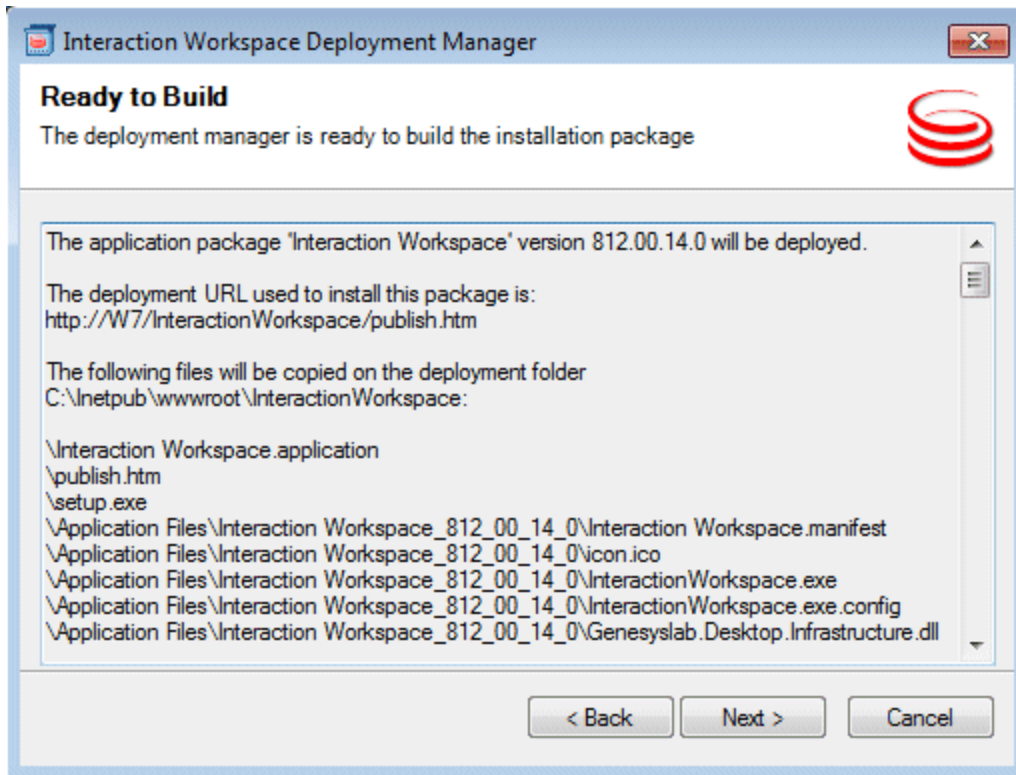 Interaction Workspace Deployment Manager
Ready to Build
The deployment manager is ready to build the installation package
The application package 'Interaction Workspace' version 812.00.14.0 will be deployed.
The deployment URL used to install this package is:
http://W7/InteractionWorkspace/publish.htm
The following files will be copied on the deployment folder
C:\Inetpub\wwwroot\InteractionWorkspace:
\Interaction Workspace.application
\publish.htm
\setup.exe
\Application Files\Interaction Workspace_812_00_14_0\Interaction Workspace.manifest
\Application Files\Interaction Workspace_812_00_14_0\icon.ico
\Application Files\Interaction Workspace_812_00_14_0\InteractionWorkspace.exe
\Application Files\Interaction Workspace_812_00_14_0\InteractionWorkspace.exe.config
\Application Files\Interaction Workspace_812_00_14_0\Genesyslab.Desktop.Infrastructure.dll
< Back Next > Cancel